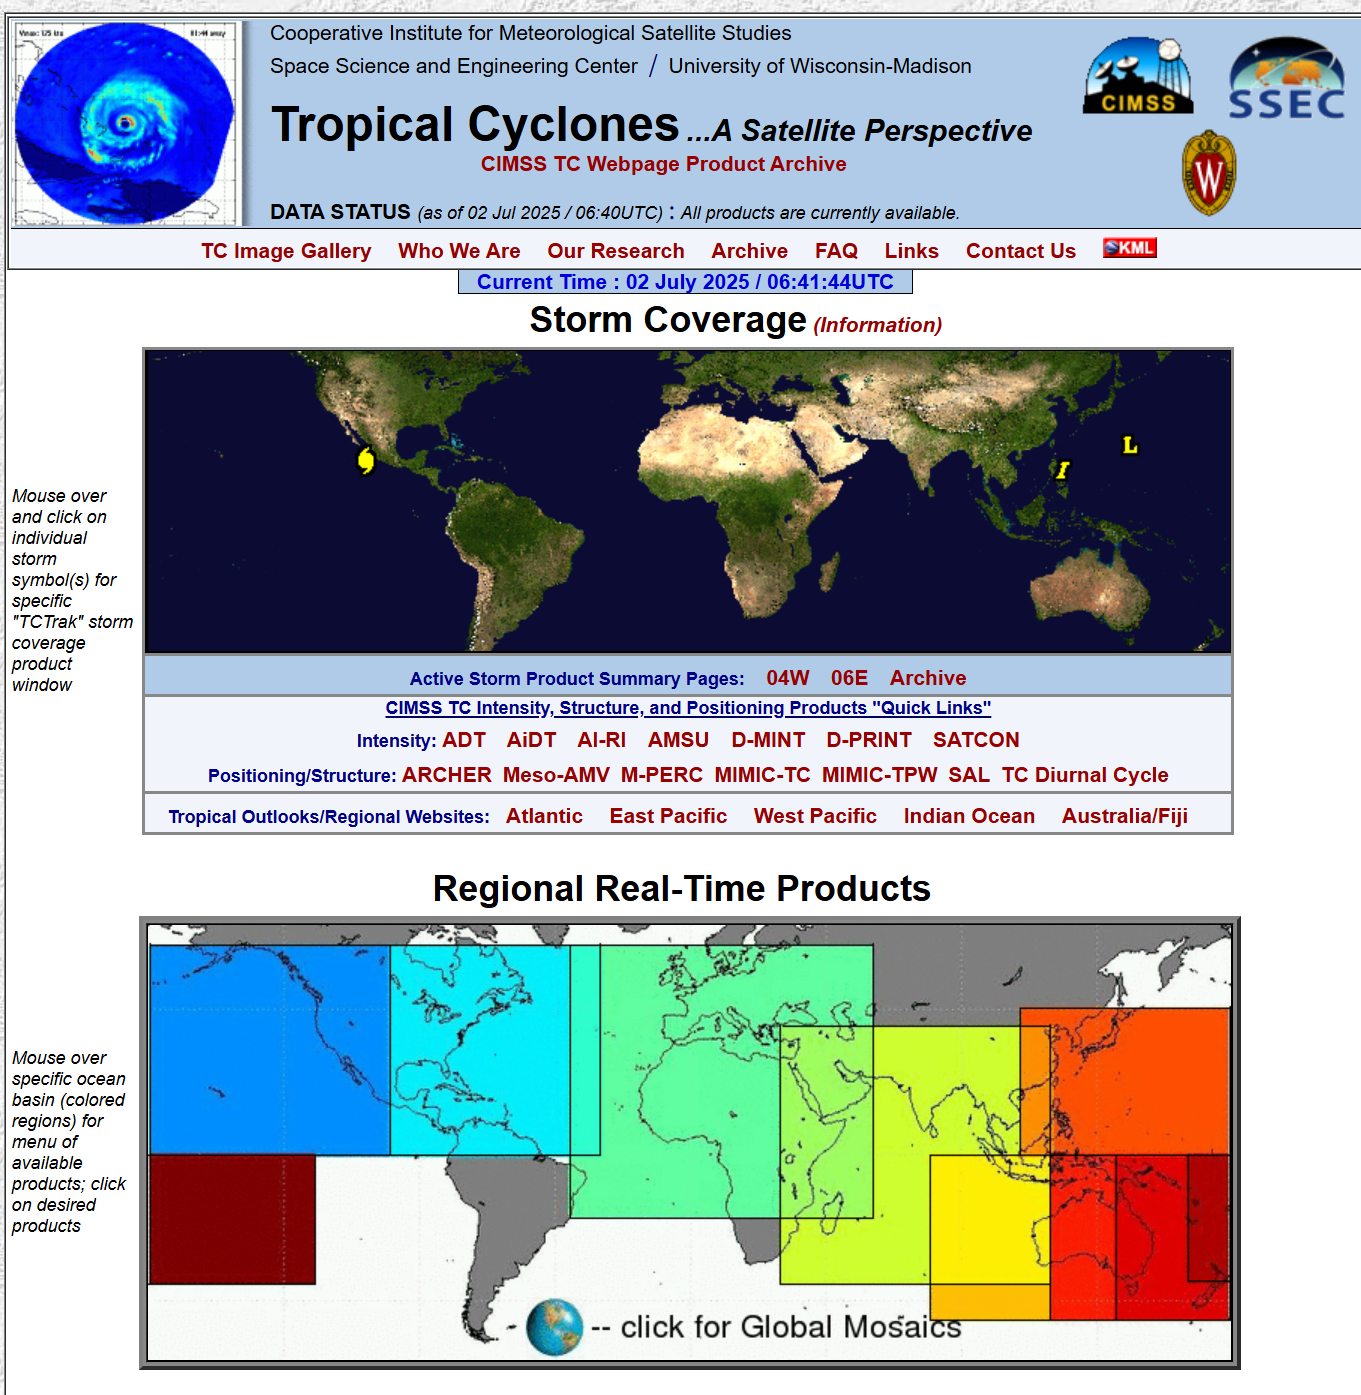 Vmax: 125 kts
Cooperative Institute for Meteorological Satellite Studies
Space Science and Engineering Center / University of Wisconsin-Madison
Tropical Cyclones ...A Satellite Perspective
CIMSS TC Webpage Product Archive
DATA STATUS (as of 02 Jul 2025 / 06:40UTC) : All products are currently available.
CIMSS
SSEC
W
TC Image Gallery Who We Are Our Research Archive FAQ Links Contact Us KML
Current Time : 02 July 2025 / 06:41:44UTC
Storm Coverage (Information)
Mouse over
and click on
individual
storm
symbol(s) for
specific
"TCTrak" storm
coverage
product
window
L
I
Active Storm Product Summary Pages: 04W 06E Archive
CIMSS TC Intensity, Structure, and Positioning Products "Quick Links"
Intensity: ADT AiDT AI-RI AMSU D-MINT D-PRINT SATCON
Positioning/Structure: ARCHER Meso-AMV M-PERC MIMIC-TC MIMIC-TPW SAL TC Diurnal Cycle
Tropical Outlooks/Regional Websites: Atlantic East Pacific West Pacific Indian Ocean Australia/Fiji
Regional Real-Time Products
Mouse over
specific ocean
basin (colored
regions) for
menu of
available
products; click
on desired
products
-- click for Global Mosaics